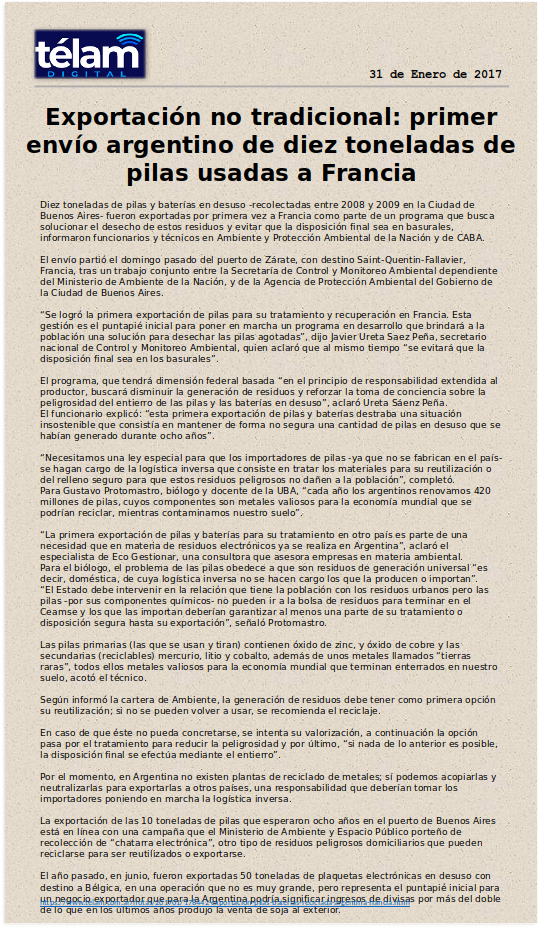 télam
DIGITAL
31 de Enero de 2017
Exportación no tradicional: primer
envío argentino de diez toneladas de
pilas usadas a Francia
Diez toneladas de pilas y baterías en desuso -recolectadas entre 2008 y 2009 en la Ciudad de
Buenos Aires- fueron exportadas por primera vez a Francia como parte de un programa que busca
solucionar el desecho de estos residuos y evitar que la disposición final sea en basurales,
informaron funcionarios y técnicos en Ambiente y Protección Ambiental de la Nación y de CABA.
El envío partió el domingo pasado del puerto de Zárate, con destino Saint-Quentin-Fallavier,
Francia, tras un trabajo conjunto entre la Secretaría de Control y Monitoreo Ambiental dependiente
del Ministerio de Ambiente de la Nación, y de la Agencia de Protección Ambiental del Gobierno de
la Ciudad de Buenos Aires.
“Se logró la primera exportación de pilas para su tratamiento y recuperación en Francia. Esta
gestión es el puntapié inicial para poner en marcha un programa en desarrollo que brindará a la
población una solución para desechar las pilas agotadas”, dijo Javier Ureta Saez Peña, secretario
nacional de Control y Monitoreo Ambiental, quien aclaró que al mismo tiempo “se evitará que la
disposición final sea en los basurales”.
El programa, que tendrá dimensión federal basada “en el principio de responsabilidad extendida al
productor, buscará disminuir la generación de residuos y reforzar la toma de conciencia sobre la
peligrosidad del entierro de las pilas y las baterías en desuso”, aclaró Ureta Sáenz Peña.
El funcionario explicó: “esta primera exportación de pilas y baterías destraba una situación
insostenible que consistía en mantener de forma no segura una cantidad de pilas en desuso que se
habían generado durante ocho años”.
“Necesitamos una ley especial para que los importadores de pilas -ya que no se fabrican en el país-
se hagan cargo de la logística inversa que consiste en tratar los materiales para su reutilización o
del relleno seguro para que estos residuos peligrosos no dañen a la población”, completó.
Para Gustavo Protomastro, biólogo y docente de la UBA, “cada año los argentinos renovamos 420
millones de pilas, cuyos componentes son metales valiosos para la economía mundial que se
podrían reciclar, mientras contaminamos nuestro suelo”.
“La primera exportación de pilas y baterías para su tratamiento en otro país es parte de una
necesidad que en materia de residuos electrónicos ya se realiza en Argentina”, aclaró el
especialista de Eco Gestionar, una consultora que asesora empresas en materia ambiental.
Para el biólogo, el problema de las pilas obedece a que son residuos de generación universal “es
decir, doméstica, de cuya logística inversa no se hacen cargo los que la producen o importan”.
“El Estado debe intervenir en la relación que tiene la población con los residuos urbanos pero las
pilas -por sus componentes químicos- no pueden ir a la bolsa de residuos para terminar en el
Ceamse y los que las importan deberían garantizar al menos una parte de su tratamiento o
disposición segura hasta su exportación”, señaló Protomastro.
Las pilas primarias (las que se usan y tiran) contienen óxido de zinc, y óxido de cobre y las
secundarias (reciclables) mercurio, litio y cobalto, además de unos metales llamados “tierras
raras”, todos ellos metales valiosos para la economía mundial que terminan enterrados en nuestro
suelo, acotó el técnico.
Según informó la cartera de Ambiente, la generación de residuos debe tener como primera opción
su reutilización; si no se pueden volver a usar, se recomienda el reciclaje.
En caso de que éste no pueda concretarse, se intenta su valorización, a continuación la opción
pasa por el tratamiento para reducir la peligrosidad y por último, “si nada de lo anterior es posible,
la disposición final se efectúa mediante el entierro”.
Por el momento, en Argentina no existen plantas de reciclado de metales; sí podemos acopiarlas y
neutralizarlas para exportarlas a otros países, una responsabilidad que deberían tomar los
importadores poniendo en marcha la logística inversa.
La exportación de las 10 toneladas de pilas que esperaron ocho años en el puerto de Buenos Aires
está en línea con una campaña que el Ministerio de Ambiente y Espacio Público porteño de
recolección de “chatarra electrónica”, otro tipo de residuos peligrosos domiciliarios que pueden
reciclarse para ser reutilizados o exportarse.
El año pasado, en junio, fueron exportadas 50 toneladas de plaquetas electrónicas en desuso con
destino a Bélgica, en una operación que no es muy grande, pero representa el puntapié inicial para
un negocio exportador que para la Argentina podría significar ingresos de divisas por más del doble
de lo que en los últimos años produjo la venta de soja al exterior.